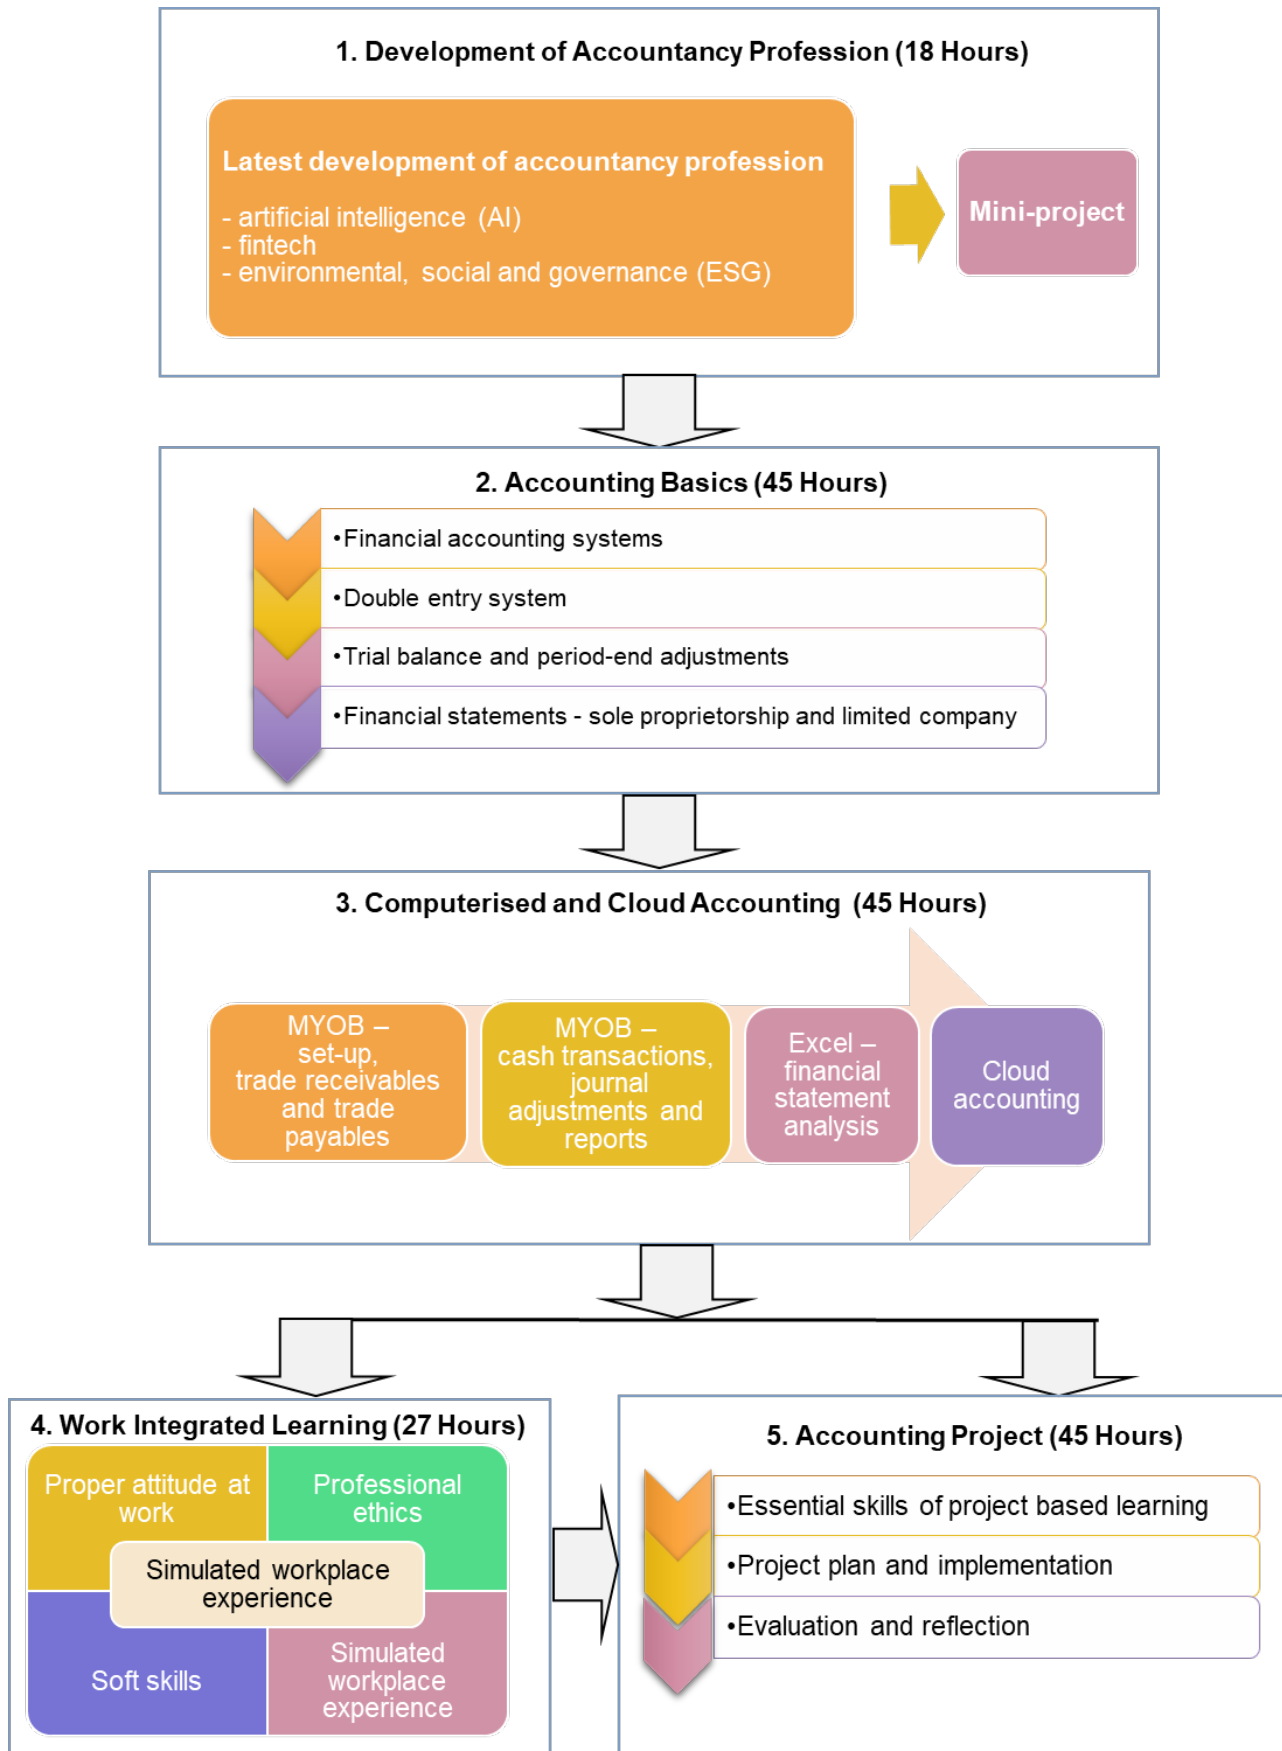 1. Development of Accountancy Profession (18 Hours)
Latest development of accountancy profession
- artificial intelligence (AI)
- fintech
- environmental, social and governance (ESG)
Mini-project
2. Accounting Basics (45 Hours)
•Financial accounting systems
•Double entry system
•Trial balance and period-end adjustments
•Financial statements - sole proprietorship and limited company
3. Computerised and Cloud Accounting (45 Hours)
MYOB –
set-up,
trade receivables
and trade
payables
MYOB –
cash transactions,
journal
adjustments and
reports
Excel –
financial
statement
analysis
Cloud
accounting
4. Work Integrated Learning (27 Hours)
Proper attitude at
work
Professional
ethics
Simulated workplace
experience
Soft skills
Simulated
workplace
experience
5. Accounting Project (45 Hours)
•Essential skills of project based learning
•Project plan and implementation
•Evaluation and reflection